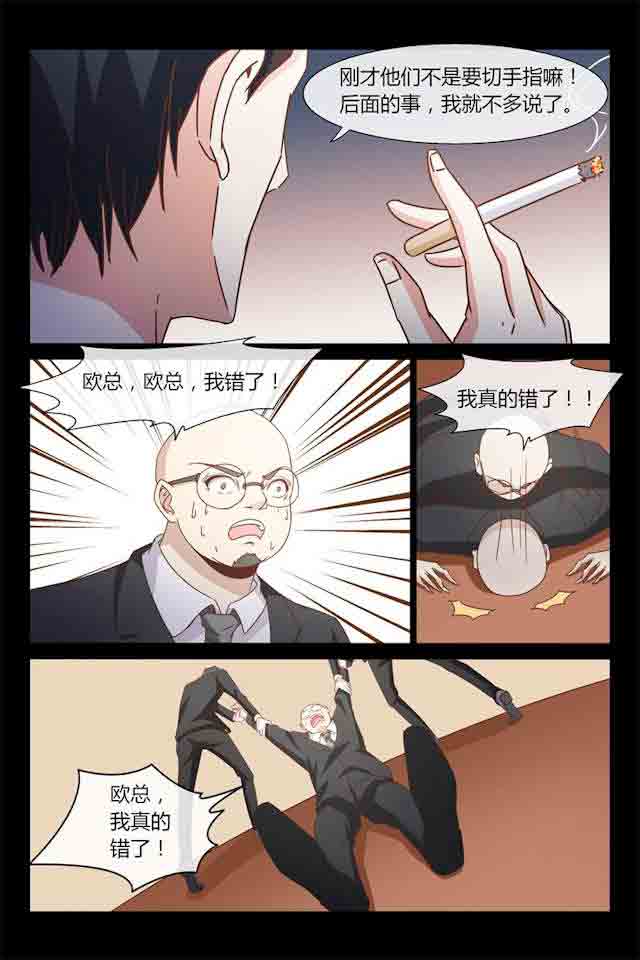 刚才他们不是要切手指嘛！
后面的事，我就不多说了。
欧总，欧总，我错了！
我真的错了！！
欧总，
我真的
错了！